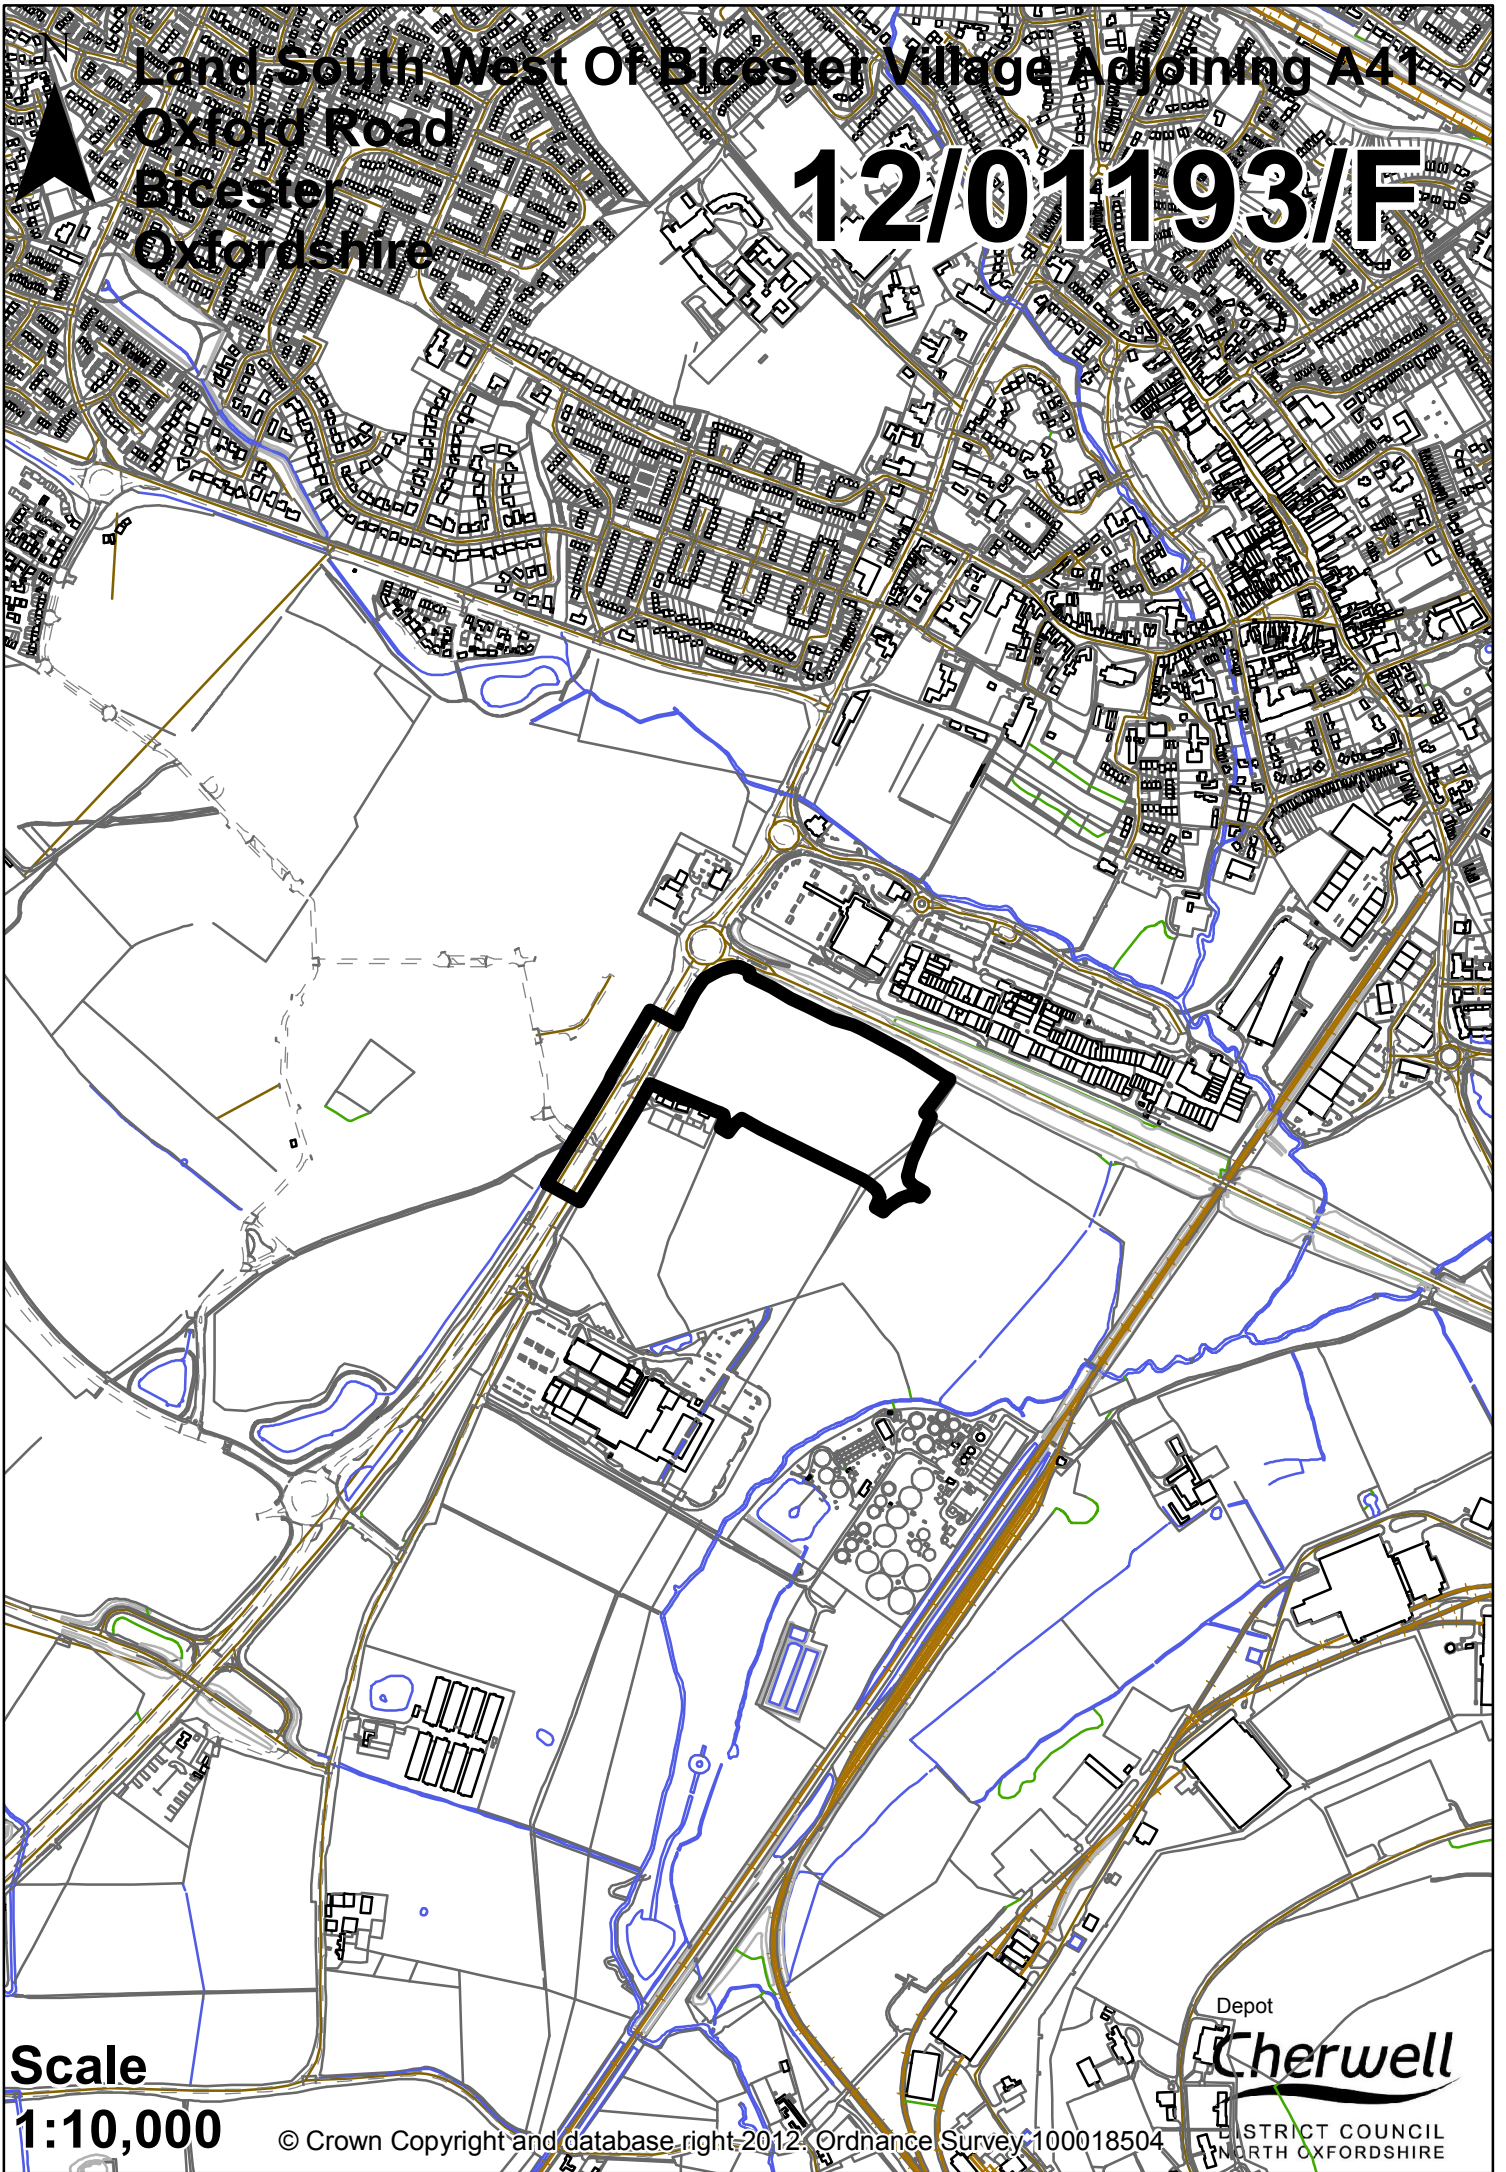 N
Land South West Of Bicester Village Adjoining A41
Oxford Road
Bicester
Oxfordshire
12/01193/F
Depot
Cherwell
DISTRICT COUNCIL
NORTH OXFORDSHIRE
Scale
1:10,000
© Crown Copyright and database right 2012. Ordnance Survey 100018504